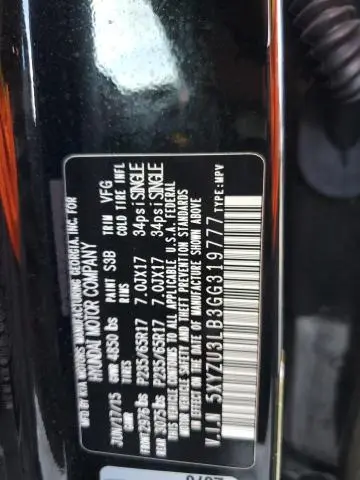 MFD. BY KIA MOTORS MANUFACTURING GEORGIA, INC. FOR
HYUNDAI MOTOR COMPANY
JUN/17/15 PAINT S3B TRIM VFG
GVWR 4850 lbs
GAWR TIRES RIMS COLD TIRE INFL
FRONT 2976 lbs P235/65R17 7.0JX17 34psi SINGLE
REAR 3075 lbs P235/65R17 7.0JX17 34psi SINGLE
THIS VEHICLE CONFORMS TO ALL APPLICABLE U.S.A. FEDERAL
MOTOR VEHICLE SAFETY AND THEFT PREVENTION STANDARDS
IN EFFECT ON THE DATE OF MANUFACTURE SHOWN ABOVE
V.I.N 5XYZU3LB3GG319777
TYPE:MPV